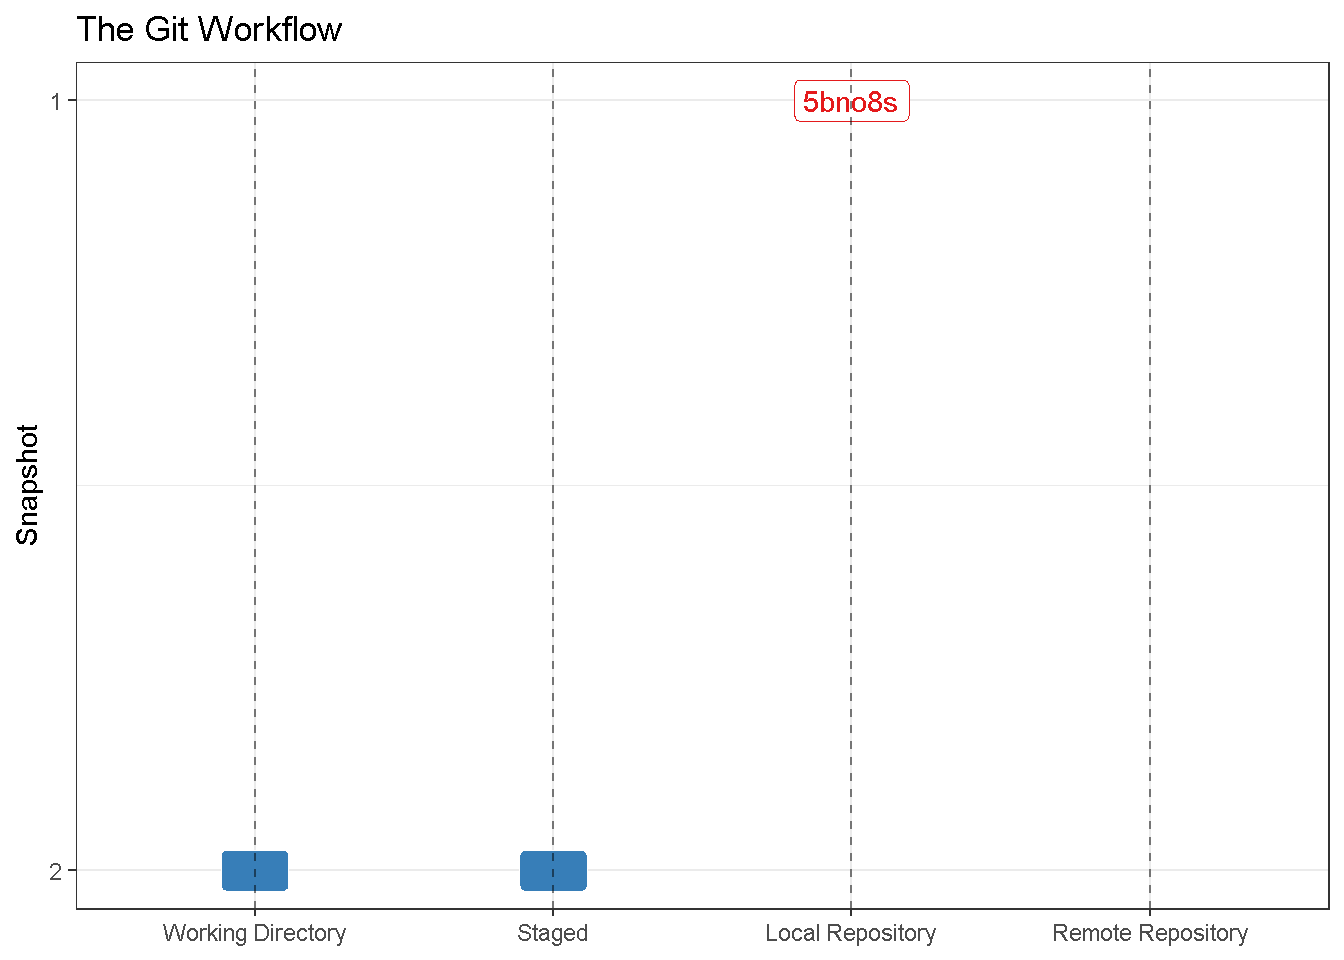 The Git Workflow
1
5bno8s
Snapshot
2
Working Directory
Staged
Local Repository
Remote Repository